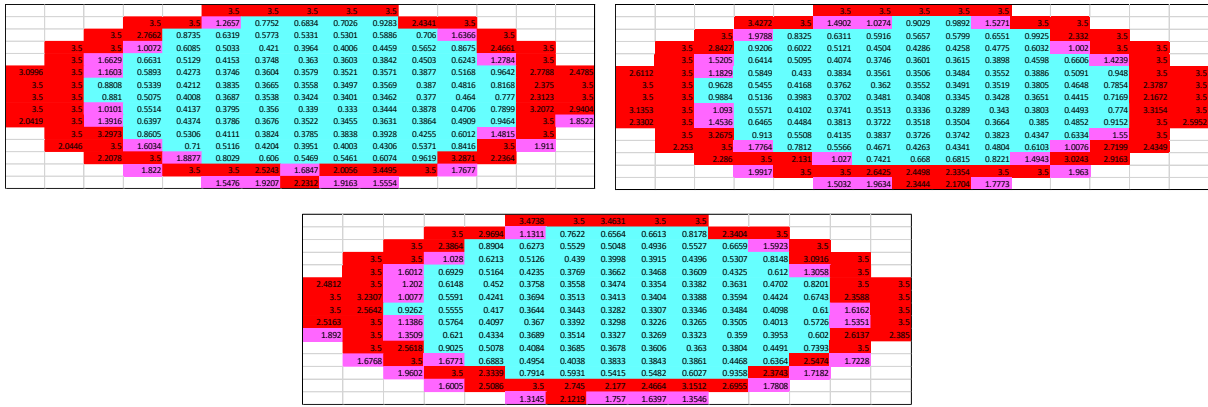 3.5 3.5 3.5 3.5 3.5
3.5 3.5 1.2657 0.7752 0.6834 0.7026 0.9283 2.4341 3.5
3.5 2.7662 0.8735 0.6319 0.5773 0.5331 0.5301 0.5886 0.706 1.6366 3.5
3.5 3.5 1.0072 0.6085 0.5033 0.421 0.3964 0.4006 0.4459 0.5652 0.8675 2.4661 3.5
3.5 1.6629 0.6631 0.5129 0.4153 0.3748 0.363 0.3603 0.3842 0.4503 0.6243 1.2784 3.5
3.0996 3.5 1.1603 0.5893 0.4273 0.3746 0.3604 0.3579 0.3521 0.3571 0.3877 0.5168 0.9642 2.7788 2.4785
3.5 3.5 0.8808 0.5339 0.4212 0.3835 0.3665 0.3558 0.3497 0.3569 0.387 0.4816 0.8168 2.375 3.5
3.5 3.5 0.881 0.5075 0.4008 0.3687 0.3538 0.3424 0.3401 0.3462 0.377 0.464 0.777 2.3123 3.5
3.5 3.5 1.0101 0.5514 0.4137 0.3795 0.356 0.339 0.333 0.3444 0.3878 0.4706 0.7899 3.2077 2.9404
2.0419 3.5 1.3916 0.6397 0.4374 0.3786 0.3676 0.3522 0.3455 0.3631 0.3864 0.4909 0.9464 3.5 1.8522
3.5 3.2973 0.8605 0.5306 0.4111 0.3824 0.3785 0.3838 0.3928 0.4255 0.6012 1.4815 3.5
2.0446 3.5 1.6034 0.71 0.5116 0.4204 0.3951 0.4003 0.4306 0.5371 0.8416 3.5 1.911
2.2078 3.5 1.8877 0.8029 0.606 0.5469 0.5461 0.6074 0.9619 3.2871 2.2364
1.822 3.5 3.5 2.5243 1.6847 2.0056 3.4495 3.5 1.7677
1.5476 1.9207 2.2312 1.9163 1.5554
3.5 3.5 3.5 3.5 3.5
3.4272 3.5 1.4902 1.0274 0.9029 0.9892 1.5271 3.5 3.5
3.5 1.9788 0.8325 0.6311 0.5916 0.5657 0.5799 0.6551 0.9925 2.332 3.5
3.5 2.8427 0.9206 0.6022 0.5121 0.4504 0.4286 0.4258 0.4775 0.6032 1.002 3.5 3.5
3.5 1.5205 0.6414 0.5095 0.4074 0.3746 0.3601 0.3615 0.3898 0.4598 0.6606 1.4239 3.5
2.6112 3.5 1.1829 0.5849 0.433 0.3834 0.3561 0.3506 0.3484 0.3552 0.3886 0.5091 0.948 3.5 3.5
3.5 3.5 0.9628 0.5455 0.4168 0.3762 0.362 0.3552 0.3491 0.3519 0.3805 0.4648 0.7854 2.3787 3.5
3.5 3.5 0.9884 0.5136 0.3983 0.3702 0.3481 0.3408 0.3345 0.3428 0.3651 0.4415 0.7169 2.1672 3.5
3.1353 3.5 1.093 0.5571 0.4102 0.3741 0.3513 0.3336 0.3289 0.343 0.3803 0.4493 0.774 3.3154 3.5
2.3302 3.5 1.4536 0.6465 0.4484 0.3813 0.3722 0.3518 0.3504 0.3664 0.385 0.4852 0.9152 3.5 2.5952
3.5 3.2675 0.913 0.5508 0.4135 0.3837 0.3726 0.3742 0.3823 0.4347 0.6334 1.55 3.5
2.253 3.5 1.7764 0.7812 0.5566 0.4671 0.4263 0.4341 0.4804 0.6103 1.0076 2.7199 2.4349
2.286 3.5 2.131 1.027 0.7421 0.668 0.6815 0.8221 1.4943 3.0243 2.9163
1.9917 3.5 3.5 2.6425 2.4498 2.3354 3.5 3.5 1.963
1.5032 1.9634 2.3444 2.1704 1.7773
3.4738 3.5 3.4631 3.5 3.5
3.5 2.9694 1.1311 0.7622 0.6564 0.6613 0.8178 2.3404 3.5
3.5 2.3864 0.8904 0.6273 0.5529 0.5048 0.4936 0.5527 0.6659 1.5923 3.5
3.5 3.5 1.028 0.6213 0.5126 0.439 0.3998 0.3915 0.4396 0.5307 0.8148 3.0916 3.5
3.5 1.6012 0.6929 0.5164 0.4235 0.3769 0.3662 0.3468 0.3609 0.4325 0.612 1.3058 3.5
2.4812 3.5 1.202 0.6148 0.452 0.3758 0.3558 0.3474 0.3354 0.3382 0.3631 0.4702 0.8201 3.5 3.5
3.5 3.2307 1.0077 0.5591 0.4241 0.3694 0.3513 0.3413 0.3404 0.3388 0.3594 0.4424 0.6743 2.3588 3.5
3.5 2.5642 0.9262 0.5555 0.4097 0.3644 0.3443 0.3282 0.3307 0.3346 0.3484 0.4098 0.61 1.6162 3.5
2.5163 3.5 1.1386 0.5764 0.4097 0.367 0.3392 0.3298 0.3226 0.3265 0.3505 0.4013 0.5726 1.5351 3.5
1.892 3.5 1.3509 0.621 0.4334 0.3689 0.3514 0.3327 0.3269 0.3323 0.359 0.3953 0.602 2.6137 2.385
3.5 2.5618 0.9025 0.5078 0.4084 0.3685 0.3678 0.3606 0.363 0.3804 0.4491 0.7393 3.5
1.6768 3.5 1.6771 0.6883 0.4954 0.4038 0.3833 0.3843 0.3861 0.4468 0.6364 2.5474 1.7228
1.9602 3.5 2.3339 0.7914 0.5931 0.5415 0.5482 0.6027 0.9358 2.3743 1.7182
1.6005 2.5086 3.5 2.745 2.177 2.4664 3.1512 2.6955 1.7808
1.3145 2.1219 1.757 1.6397 1.3546